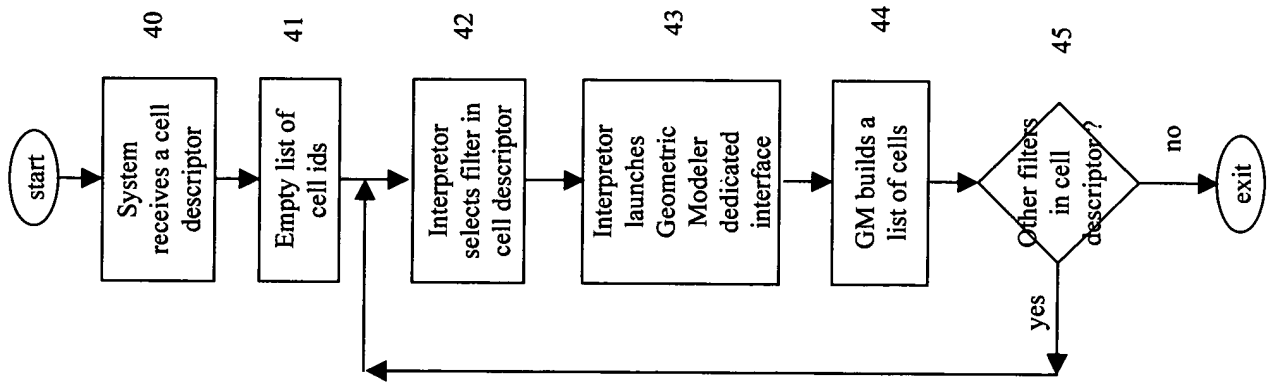 start
System
receives a cell
descriptor
40
Empty list of
cell ids
41
Interpretor
selects filter in
cell descriptor
42
Interpretor
launches
Geometric
Modeler
dedicated
interface
43
GM builds a
list of cells
44
Other filters
in cell
descriptor?
45
yes
no
exit